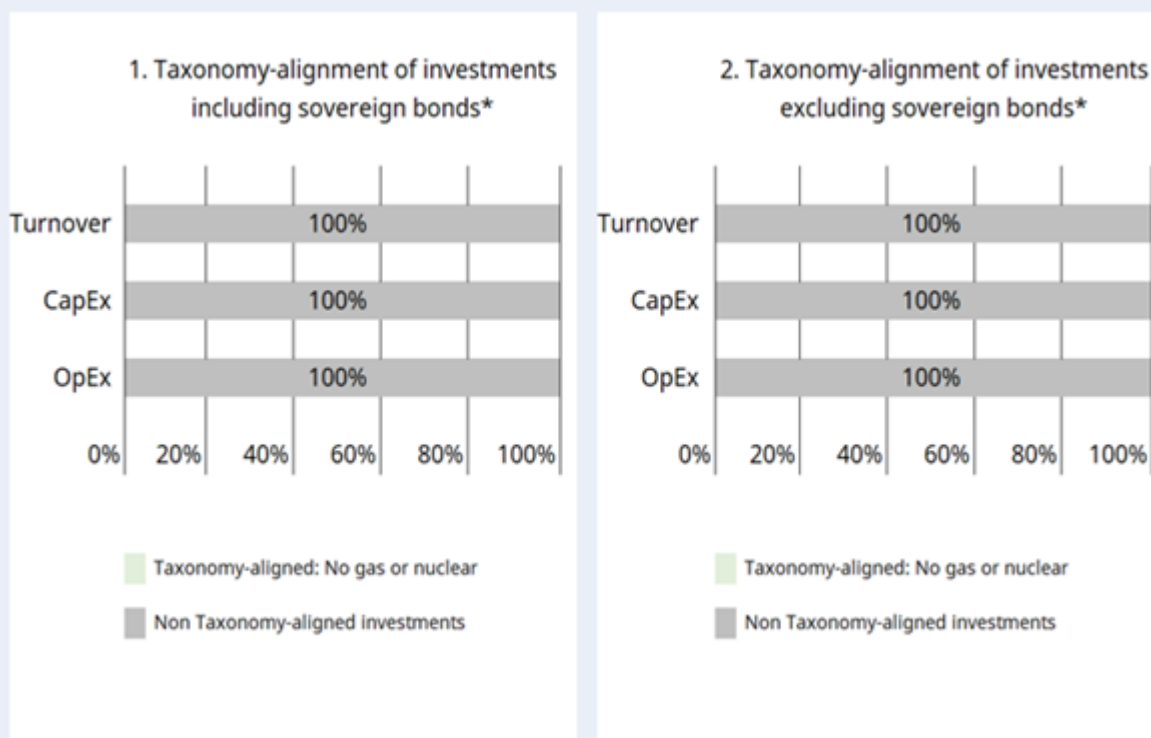 1. Taxonomy-alignment of investments
including sovereign bonds*
Turnover
100%
CapEx
100%
OpEx
100%
0% 20% 40% 60% 80% 100%
Taxonomy-aligned: No gas or nuclear
Non Taxonomy-aligned investments
2. Taxonomy-alignment of investments
excluding sovereign bonds*
Turnover
100%
CapEx
100%
OpEx
100%
0% 20% 40% 60% 80% 100%
Taxonomy-aligned: No gas or nuclear
Non Taxonomy-aligned investments